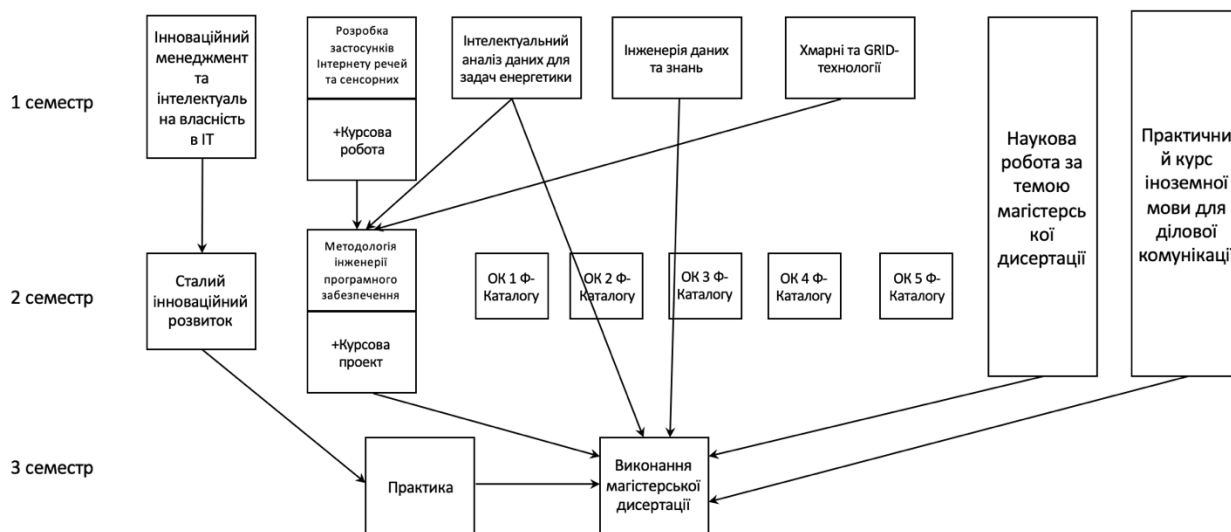 1 семестр
Інноваційний
менеджмент
та
інтелектуаль
на власність
в ІТ
Розробка
застосунків
Інтернету речей
та сенсорних
+Курсова
робота
Інтелектуальний
аналіз даних для
задач енергетики
Інженерія даних
та знань
Хмарні та GRID-
технології
Наукова
робота за
темою
магістерсь
кої
дисертації
Практични
й курс
іноземної
мови для
ділової
комунікації
2 семестр
Сталий
інноваційний
розвиток
Методологія
інженерії
програмного
забезпечення
+Курсова
проект
ОК 1 Ф-
Каталогу
ОК 2 Ф-
Каталогу
ОК 3 Ф-
Каталогу
ОК 4 Ф-
Каталогу
ОК 5 Ф-
Каталогу
3 семестр
Практика
Виконання
магістерської
дисертації